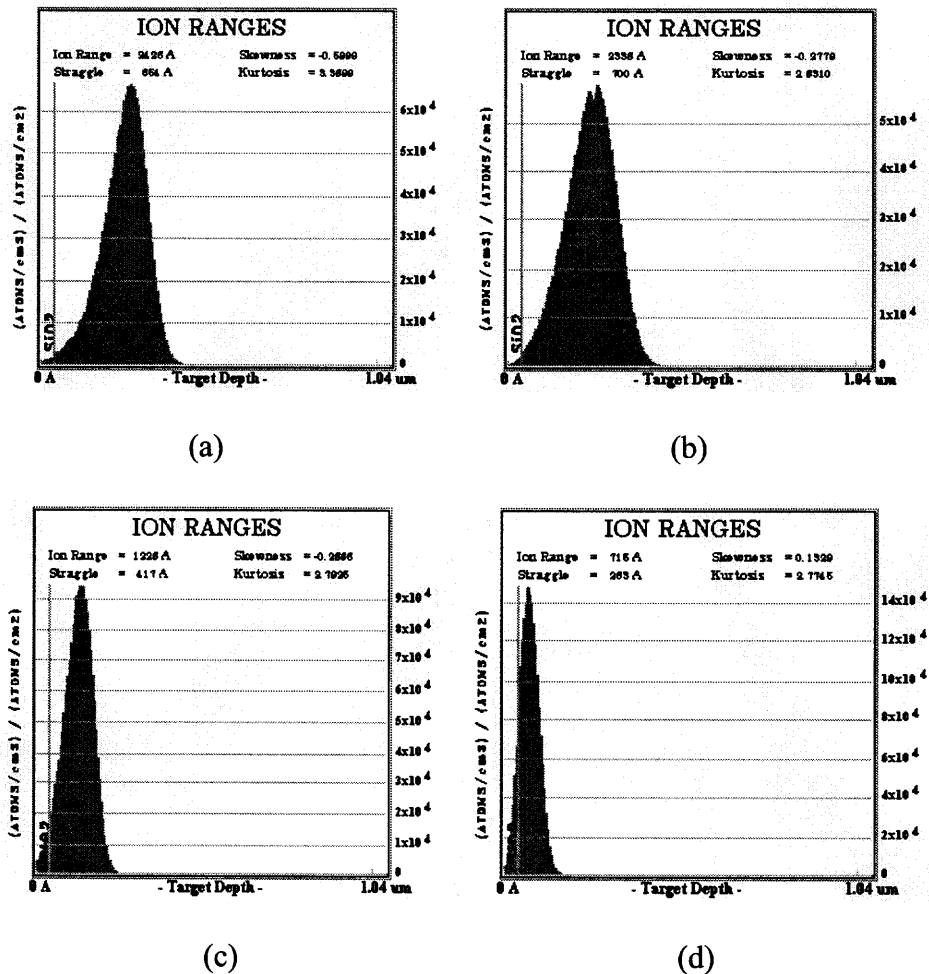 ION RANGES
Ion Range = 2426 A Skewness = -0.5999
Straggle = 654 A Kurtosis = 3.3699
6x10 4
5x10 4
4x10 4
3x10 4
2x10 4
1x10 4
0
(ATOMS/cm3) / (ATOMS/cm2)
SiO2
0 A - Target Depth - 1.04 um
(a)
ION RANGES
Ion Range = 2336 A Skewness = -0.2779
Straggle = 700 A Kurtosis = 2.6310
5x10 4
4x10 4
3x10 4
2x10 4
1x10 4
0
(ATOMS/cm3) / (ATOMS/cm2)
SiO2
0 A - Target Depth - 1.04 um
(b)
ION RANGES
Ion Range = 1226 A Skewness =
Straggle = 417 A Kurtosis = 2.7925
9x10 4
8x10 4
7x10 4
6x10 4
5x10 4
4x10 4
3x10 4
2x10 4
1x10 4
0
(ATOMS/cm3) / (ATOMS/cm2)
0 A - Target Depth - 1.04 um
(c)
ION RANGES
Ion Range = 715 A Skewness = 0.1329
Straggle = 263 A Kurtosis = 2.7745
14x10 4
12x10 4
10x10 4
8x10 4
6x10 4
4x10 4
2x10 4
0
(ATOMS/cm3) / (ATOMS/cm2)
0 A - Target Depth - 1.04 um
(d)